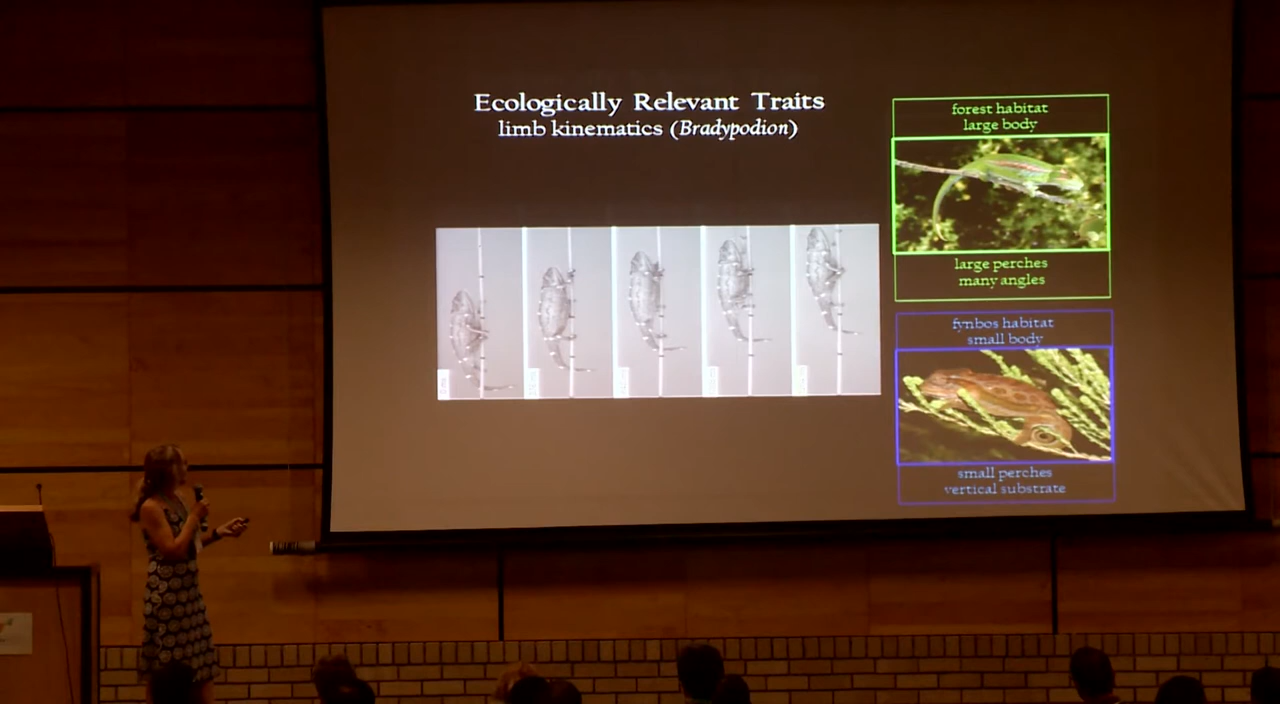 Ecologically Relevant Traits
limb kinematics (Bradypodion)
forest habitat
large body
large perches
many angles
fynbos habitat
small body
small perches
vertical substrate